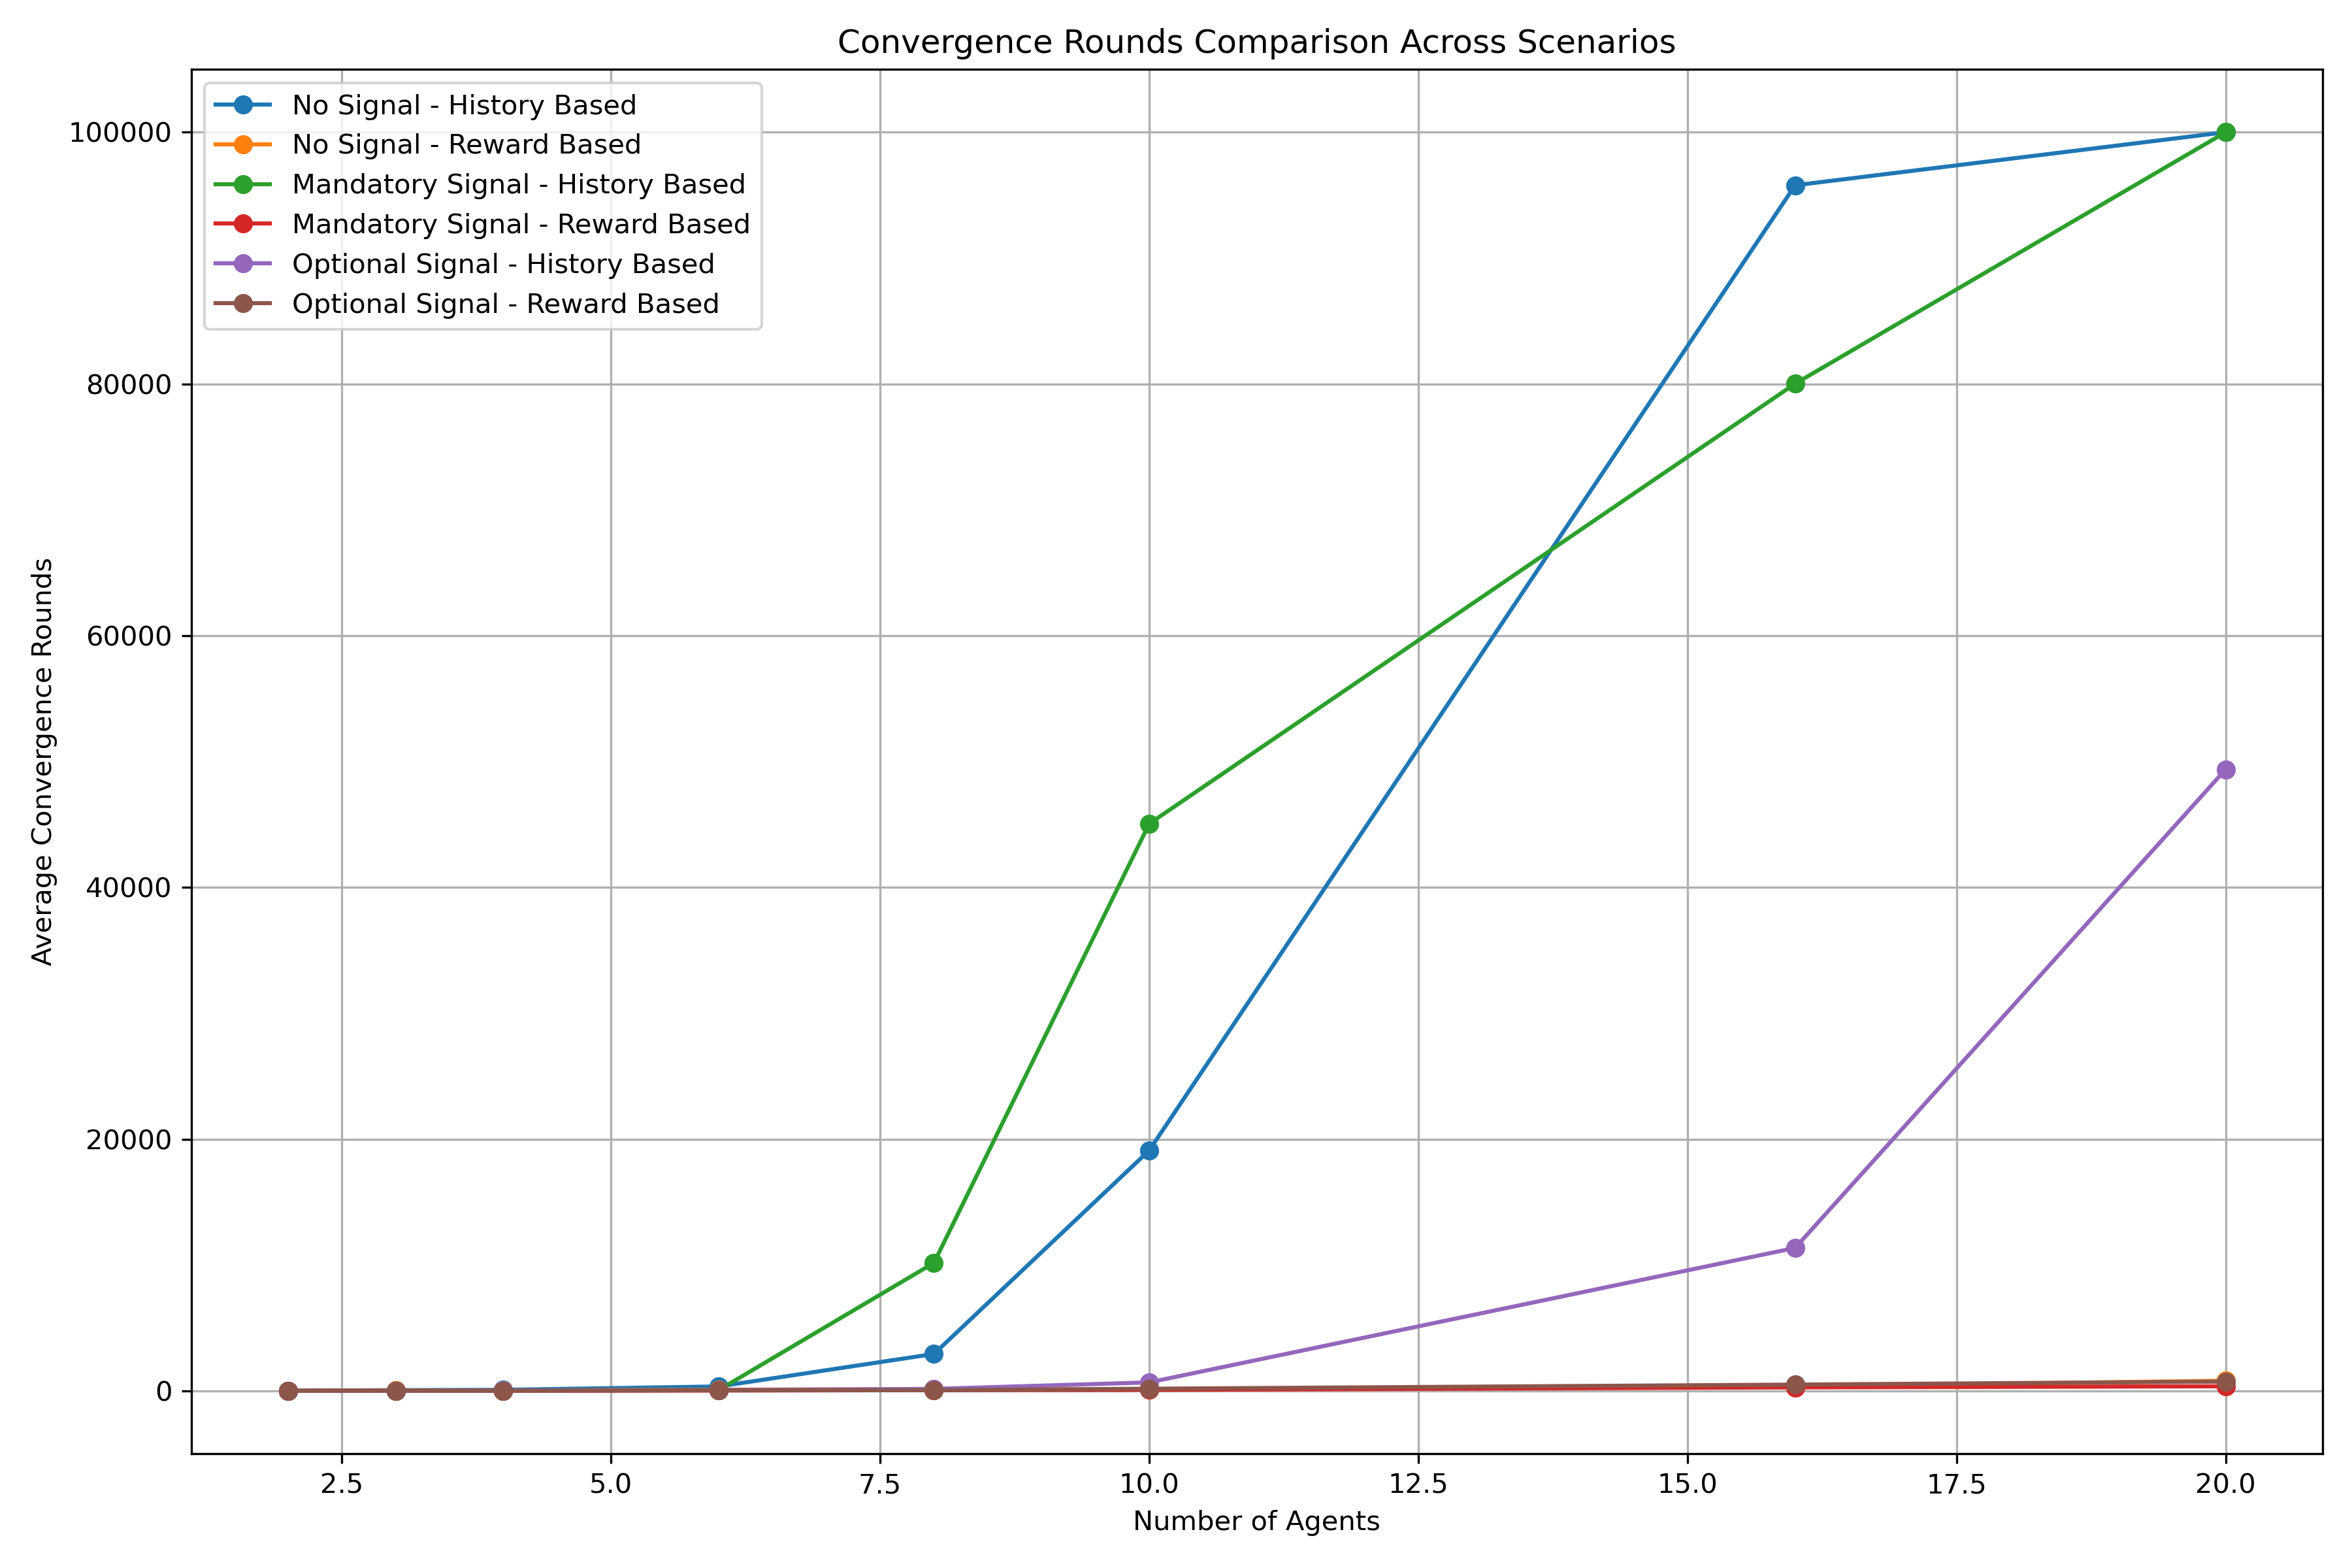 Convergence Rounds Comparison Across Scenarios
No Signal - History Based
No Signal - Reward Based
Mandatory Signal - History Based
Mandatory Signal - Reward Based
Optional Signal - History Based
Optional Signal - Reward Based
100000
80000
60000
40000
20000
0
Average Convergence Rounds
2.5 5.0 7.5 10.0 12.5 15.0 17.5 20.0
Number of Agents